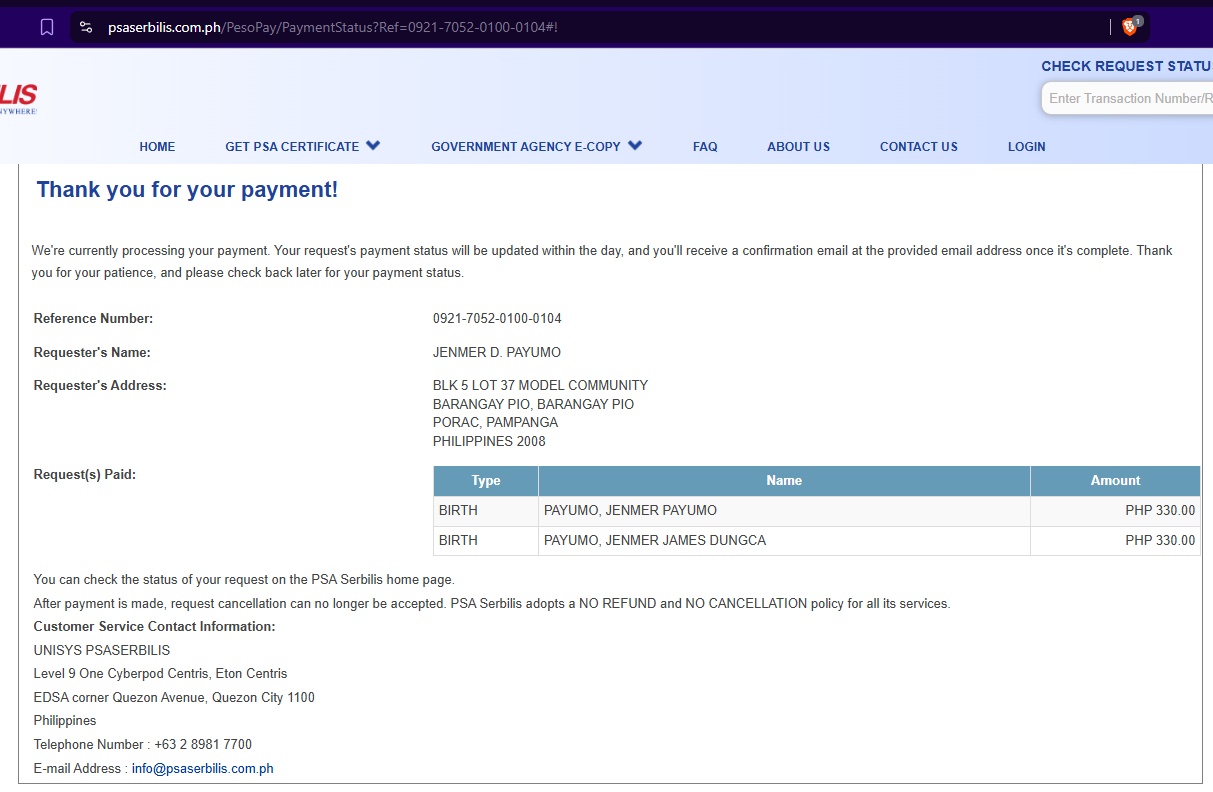 psaserbilis.com.ph/PesoPay/PaymentStatus?Ref=0921-7052-0100-0104#!
1
CHECK REQUEST STATU
LIS
NYWHERE!
Enter Transaction Number/R
HOME GET PSA CERTIFICATE GOVERNMENT AGENCY E-COPY FAQ ABOUT US CONTACT US LOGIN
Thank you for your payment!
We're currently processing your payment. Your request's payment status will be updated within the day, and you'll receive a confirmation email at the provided email address once it's complete. Thank
you for your patience, and please check back later for your payment status.
Reference Number: 0921-7052-0100-0104
Requester's Name: JENMER D. PAYUMO
Requester's Address: BLK 5 LOT 37 MODEL COMMUNITY
BARANGAY PIO, BARANGAY PIO
PORAC, PAMPANGA
PHILIPPINES 2008
Request(s) Paid:
Type Name Amount
BIRTH PAYUMO, JENMER PAYUMO PHP 330.00
BIRTH PAYUMO, JENMER JAMES DUNGCA PHP 330.00
You can check the status of your request on the PSA Serbilis home page.
After payment is made, request cancellation can no longer be accepted. PSA Serbilis adopts a NO REFUND and NO CANCELLATION policy for all its services.
Customer Service Contact Information:
UNISYS PSASERBILIS
Level 9 One Cyberpod Centris, Eton Centris
EDSA corner Quezon Avenue, Quezon City 1100
Philippines
Telephone Number : +63 2 8981 7700
E-mail Address : info@psaserbilis.com.ph